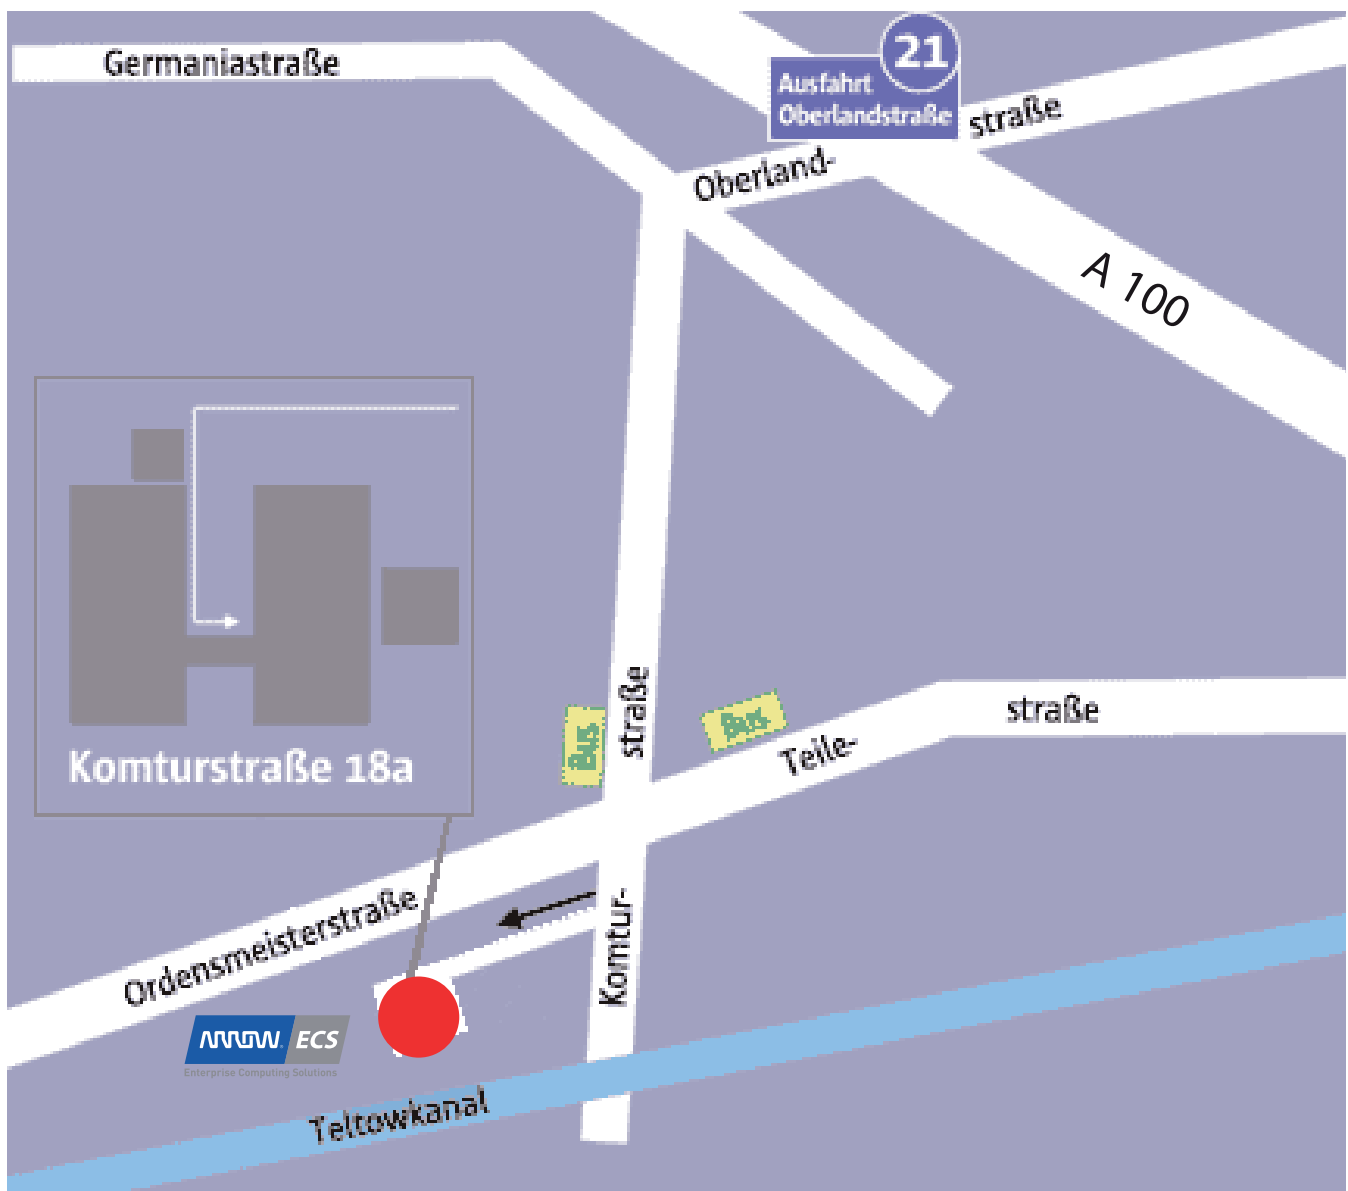 Germaniastraße
21
Ausfahrt
Oberlandstraße
straße
Oberland-
A 100
Komturstraße 18a
straße
Bus
Bus
Teile-
straße
Ordensmeisterstraße
Komtur-
ARROW. ECS
Enterprise Computing Solutions
Teltowkanal